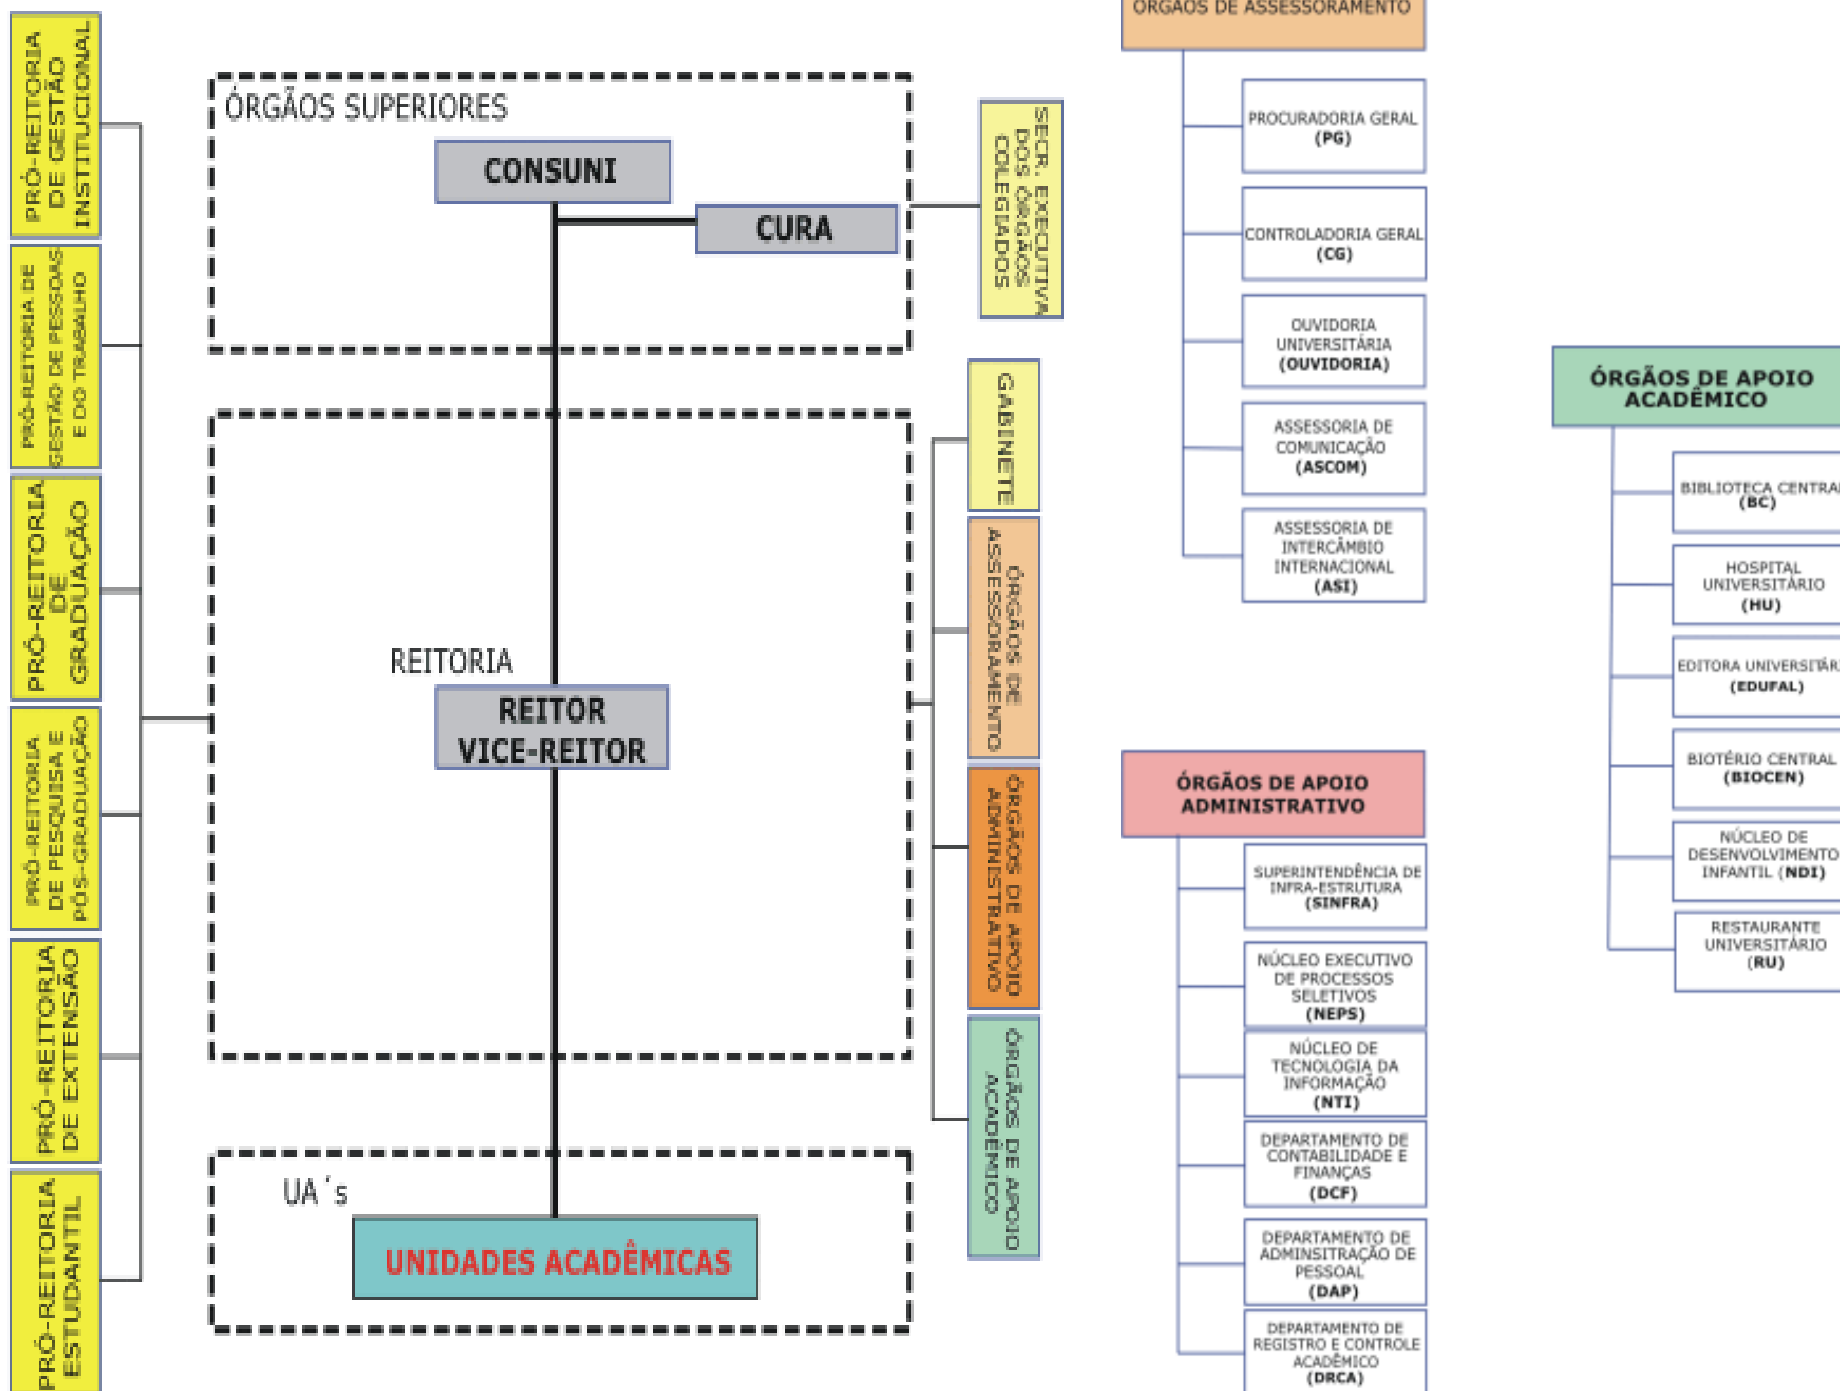 PRÓ-REITORIA
DE GESTÃO
INSTITUCIONAL
PRÓ-REITORIA DE
GESTÃO DE PESSOAS
E DO TRABALHO
PRÓ-REITORIA
DE
GRADUAÇÃO
PRÓ-REITORIA
DE PESQUISA E
PÓS-GRADUAÇÃO
PRÓ-REITORIA
DE EXTENSÃO
PRÓ-REITORIA
ESTUDANTIL
ÓRGÃOS SUPERIORES
CONSUNI
CURA
REITORIA
REITOR
VICE-REITOR
UA´s
UNIDADES ACADÊMICAS
SECR. EXECUTIVA
DOS ÓRGÃOS
COLEGIADOS
GABINETE
ÓRGÃOS DE
ASSESSORAMENTO
ÓRGÃOS DE APOIO
ADMINISTRATIVO
ÓRGÃOS DE APOIO
ACADÊMICO
ÓRGÃOS DE ASSESSORAMENTO
PROCURADORIA GERAL
(PG)
CONTROLADORIA GERAL
(CG)
OUVIDORIA
UNIVERSITÁRIA
(OUVIDORIA)
ASSESSORIA DE
COMUNICAÇÃO
(ASCOM)
ASSESSORIA DE
INTERCÂMBIO
INTERNACIONAL
(ASI)
ÓRGÃOS DE APOIO
ADMINISTRATIVO
SUPERINTENDÊNCIA DE
INFRA-ESTRUTURA
(SINFRA)
NÚCLEO EXECUTIVO
DE PROCESSOS
SELETIVOS
(NEPS)
NÚCLEO DE
TECNOLOGIA DA
INFORMAÇÃO
(NTI)
DEPARTAMENTO DE
CONTABILIDADE E
FINANÇAS
(DCF)
DEPARTAMENTO DE
ADMINSITRAÇÃO DE
PESSOAL
(DAP)
DEPARTAMENTO DE
REGISTRO E CONTROLE
ACADÊMICO
(DRCA)
ÓRGÃOS DE APOIO
ACADÊMICO
BIBLIOTECA CENTRAL
(BC)
HOSPITAL
UNIVERSITÁRIO
(HU)
EDITORA UNIVERSITÁRI
(EDUFAL)
BIOTÉRIO CENTRAL
(BIOCEN)
NÚCLEO DE
DESENVOLVIMENTO
INFANTIL (NDI)
RESTAURANTE
UNIVERSITÁRIO
(RU)